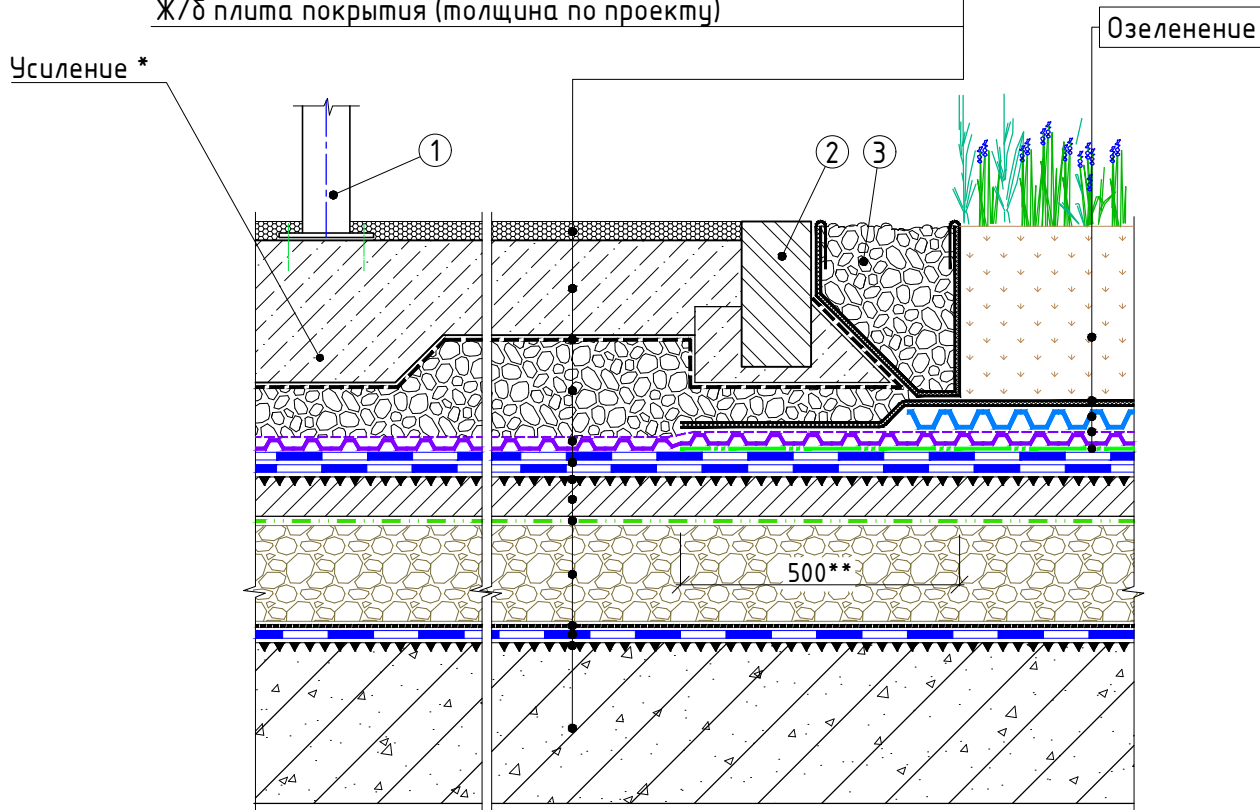 Ж/б плита покрытия (толщина по проекту)
Озеленение
Усиление *
1
2
3
500**